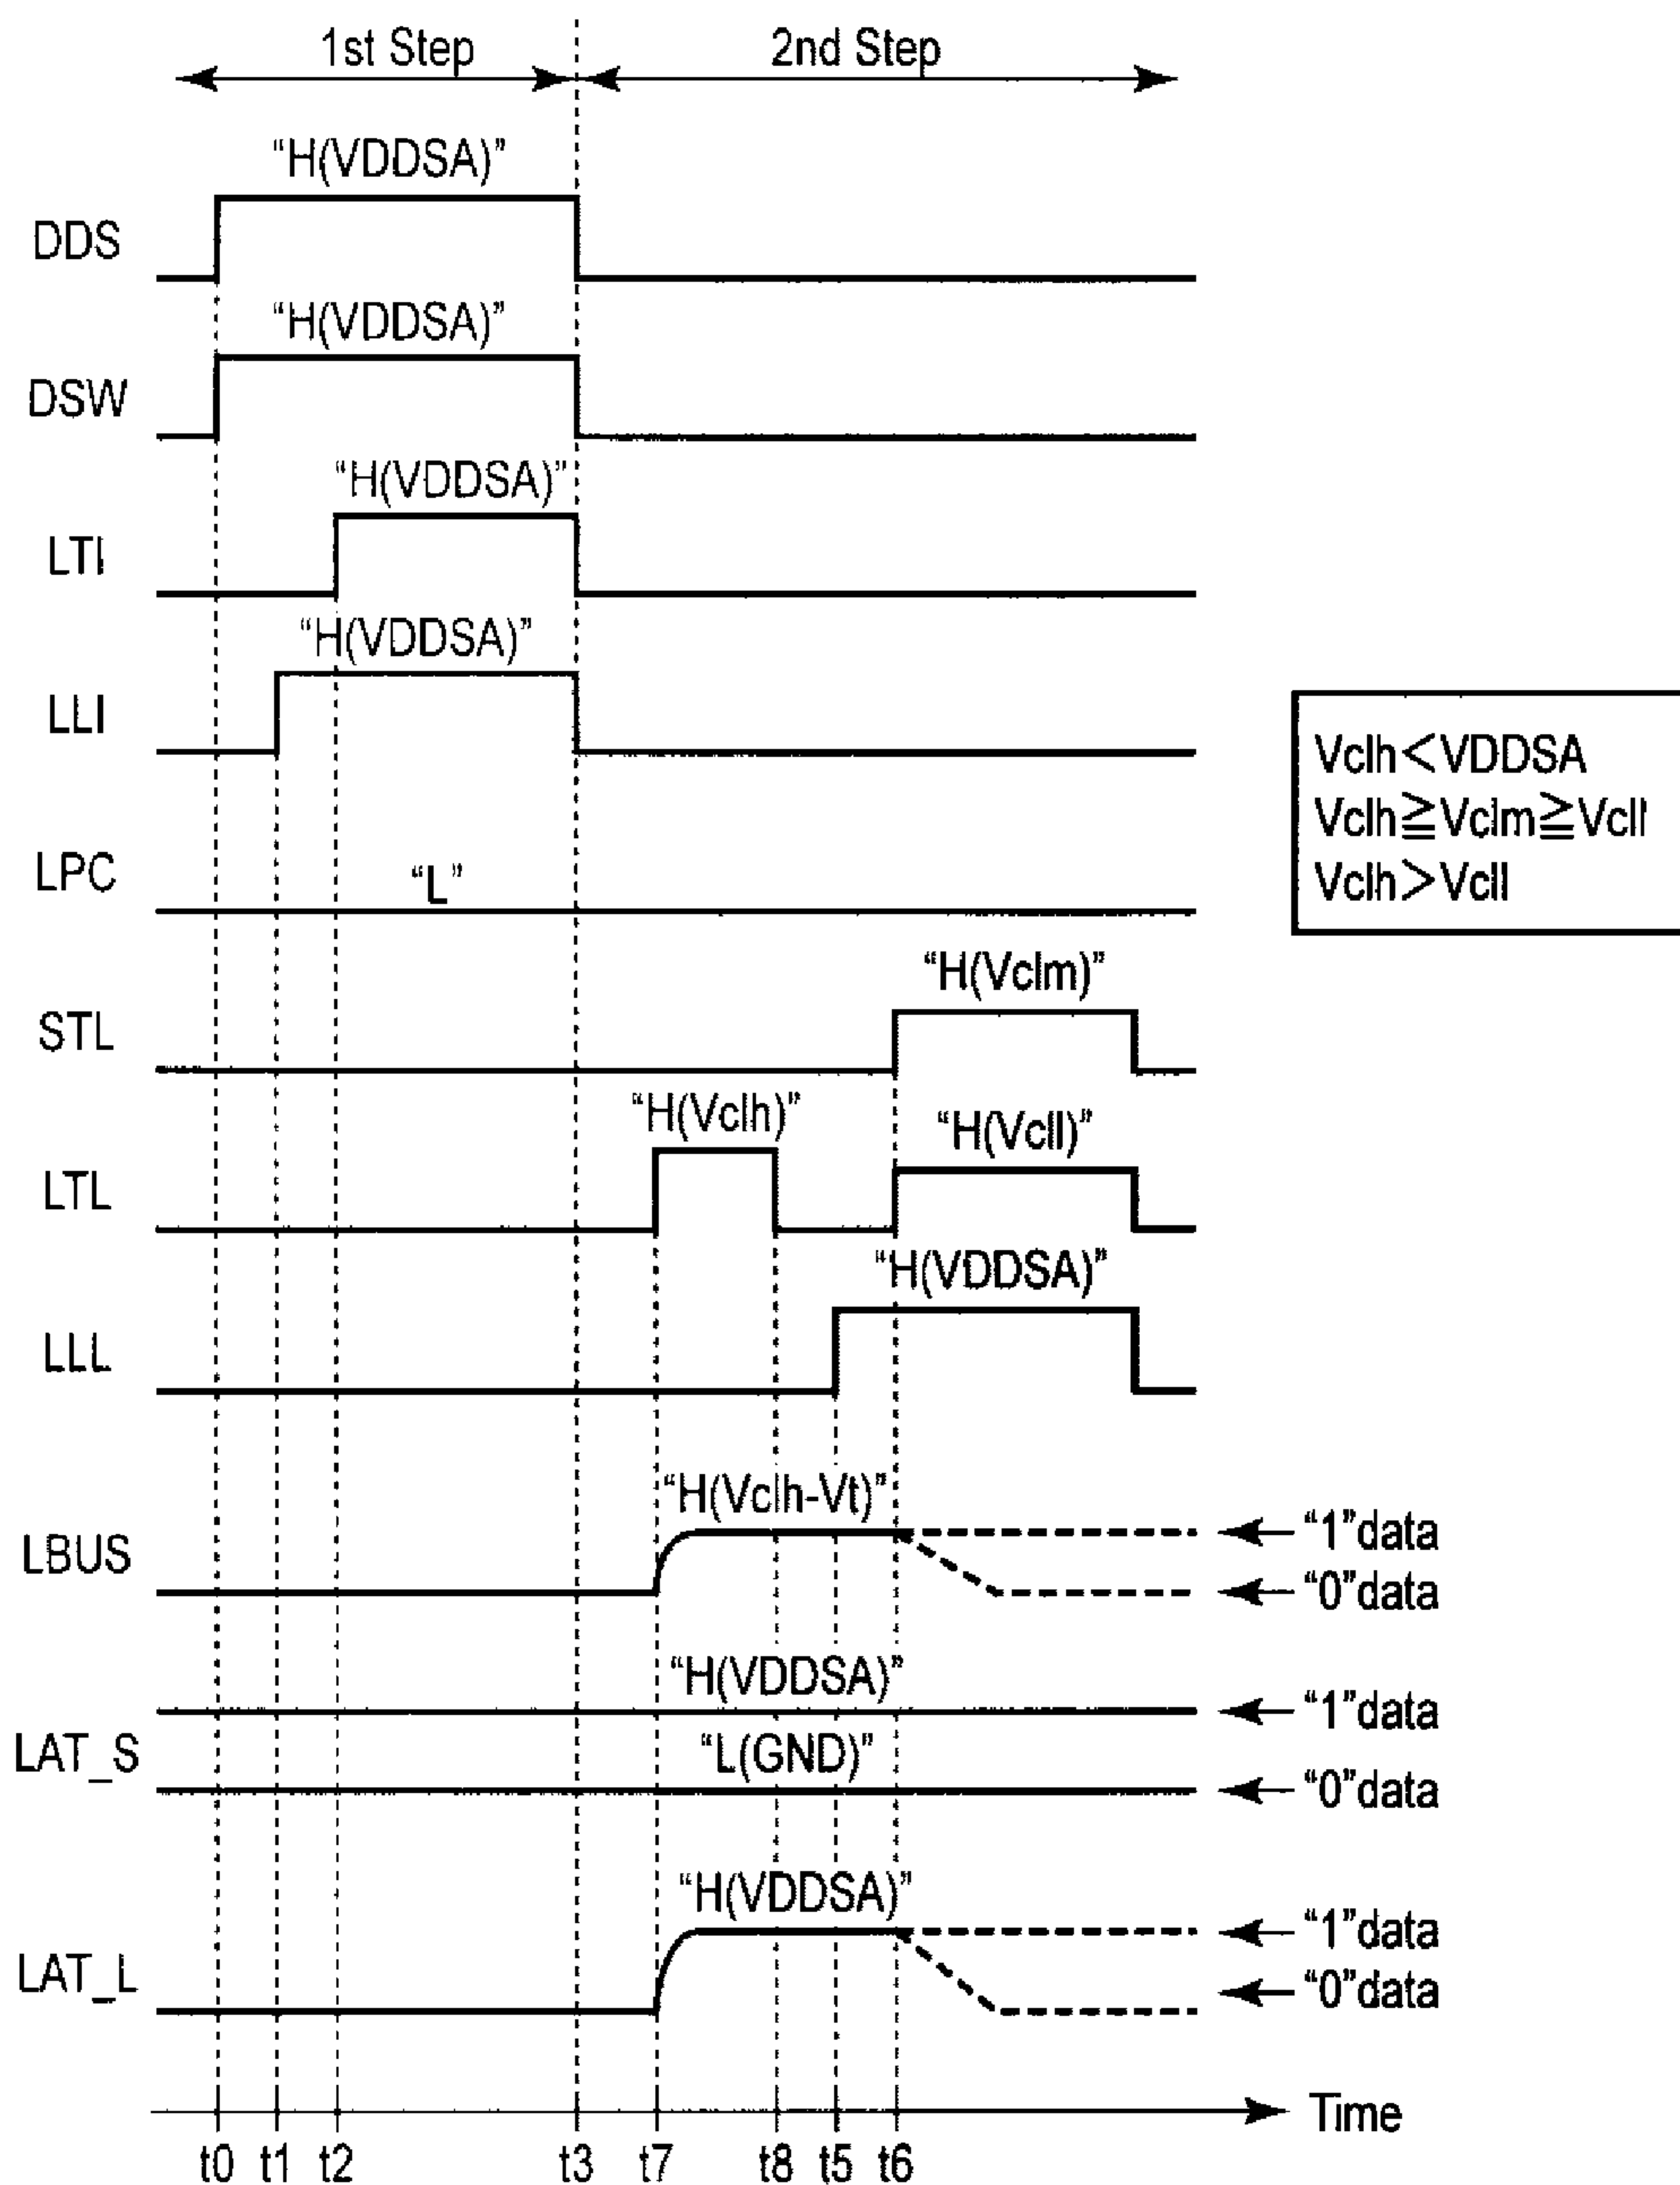 1st Step 2nd Step
“H(VDDSA)”
DDS
“H(VDDSA)”
DSW
“H(VDDSA)”
LTI
“H(VDDSA)”
LLI
Vclh<VDDSA
Vclh≧Vclm≧Vcll
Vclh>Vcll
LPC “L”
“H(Vclm)”
STL
“H(Vclh)” “H(Vcll)”
LTL
“H(VDDSA)”
LLL
“H(Vclh-Vt)”
LBUS “1”data
“0”data
“H(VDDSA)”
“1”data
LAT_S “L(GND)”
“0”data
“H(VDDSA)”
“1”data
LAT_L “0”data
Time
t0 t1 t2 t3 t7 t8 t5 t6